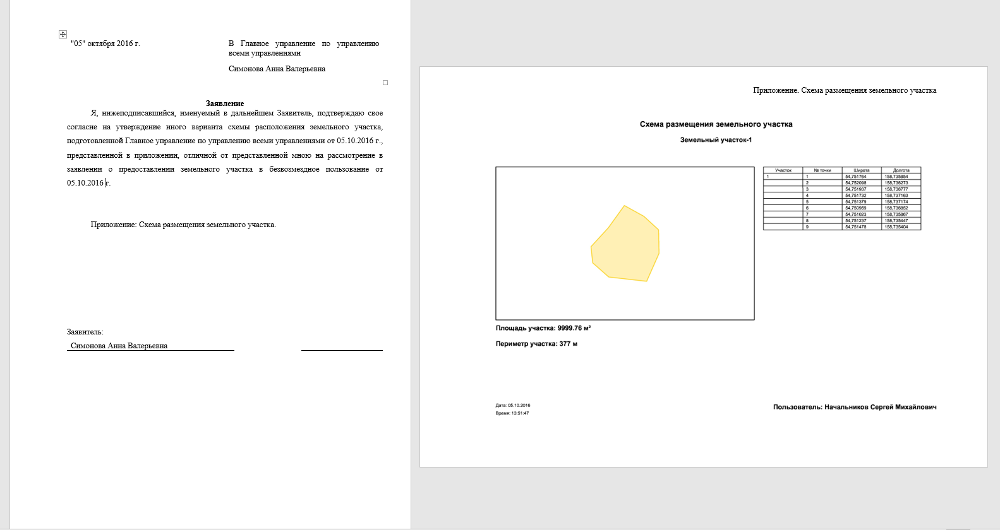 "05" октября 2016 г.
В Главное управление по управлению
всеми управлениями
Симонова Анна Валерьевна
Заявление
Я, нижеподписавшийся, именуемый в дальнейшем Заявитель, подтверждаю свое
согласие на утверждение иного варианта схемы расположения земельного участка,
подготовленной Главное управление по управлению всеми управлениями от 05.10.2016 г.,
представленной в приложении, отличной от представленной мною на рассмотрение в
заявлении о предоставлении земельного участка в безвозмездное пользование от
05.10.2016 г.
Приложение: Схема размещения земельного участка.
Заявитель:
Симонова Анна Валерьевна
Приложение. Схема размещения земельного участка
Схема размещения земельного участка
Земельный участок-1
Участок № точки Широта Долгота
1 1 54,751764 158,735854
2 54,752098 158,736273
3 54,751937 158,736777
4 54,751732 158,737163
5 54,751379 158,737174
6 54,750959 158,736852
7 54,751023 158,735867
8 54,751237 158,735447
9 54,751478 158,735404
Площадь участка: 9999.76 м²
Периметр участка: 377 м
Дата: 05.10.2016
Время: 13:51:47
Пользователь: Начальников Сергей Михайлович